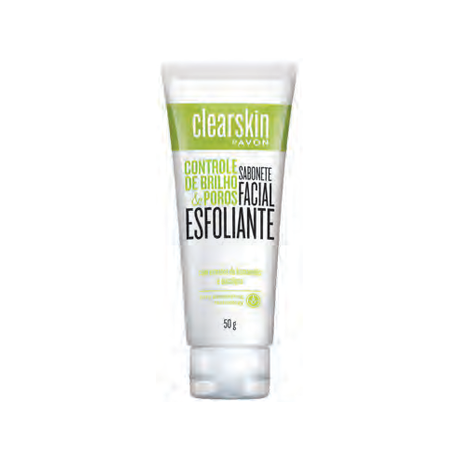 clearskin
AVON
CONTROLE
DE BRILHO
& POROS
SABONETE
FACIAL
ESFOLIANTE
50 g